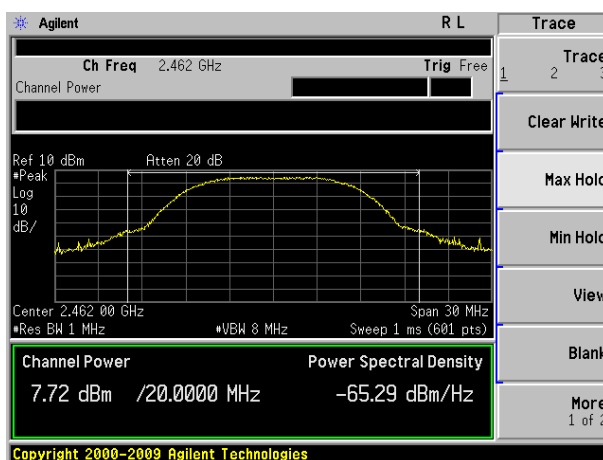 Agilent R L Trace
Ch Freq 2.462 GHz Trig Free
Channel Power
Trace
1 2 3
Clear Write
Max Hold
Min Hold
View
Blank
More
1 of 2
Ref 10 dBm Atten 20 dB
#Peak
Log
10
dB/
Center 2.462 00 GHz Span 30 MHz
#Res BW 1 MHz #VBW 8 MHz Sweep 1 ms (601 pts)
Channel Power Power Spectral Density
7.72 dBm /20.0000 MHz -65.29 dBm/Hz
Copyright 2000-2009 Agilent Technologies